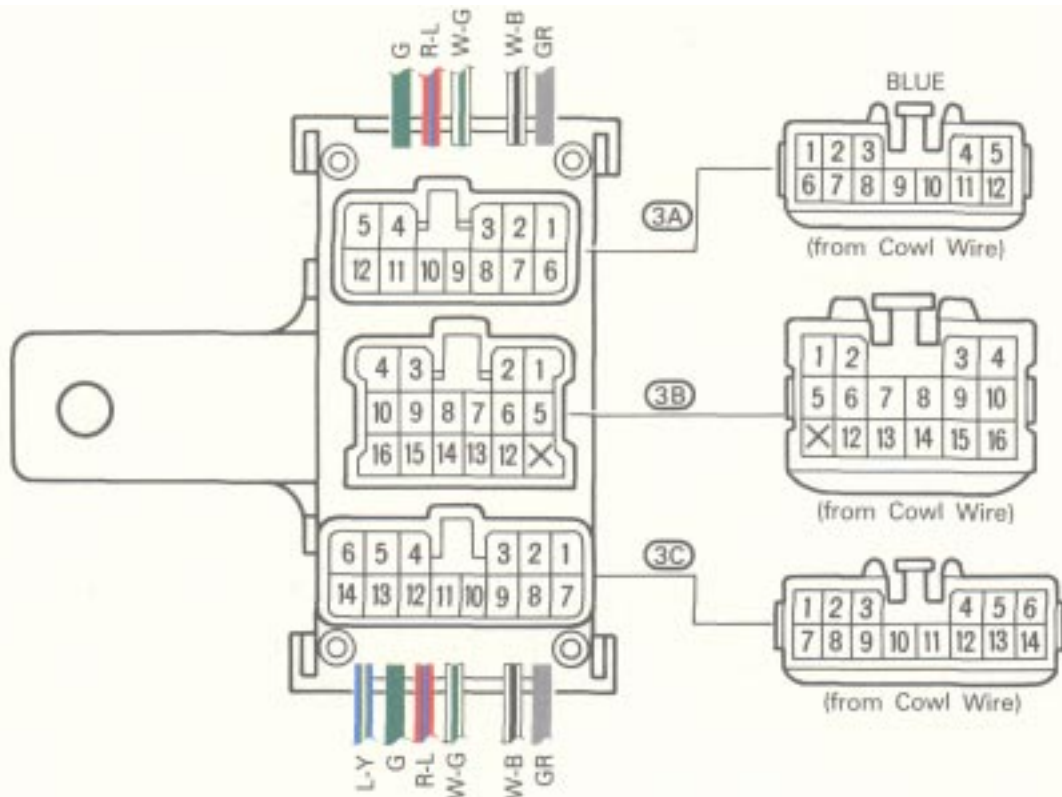 G R-L W-G W-B GR
BLUE
1 2 3 4 5
6 7 8 9 10 11 12
(from Cowl Wire)
3A
5 4 3 2 1
12 11 10 9 8 7 6
4 3 2 1
10 9 8 7 6 5
16 15 14 13 12
3B
1 2 3 4
5 6 7 8 9 10
12 13 14 15 16
(from Cowl Wire)
6 5 4 3 2 1
14 13 12 11 10 9 8 7
3C
1 2 3 4 5 6
7 8 9 10 11 12 13 14
(from Cowl Wire)
L-Y G R-L W-G W-B GR